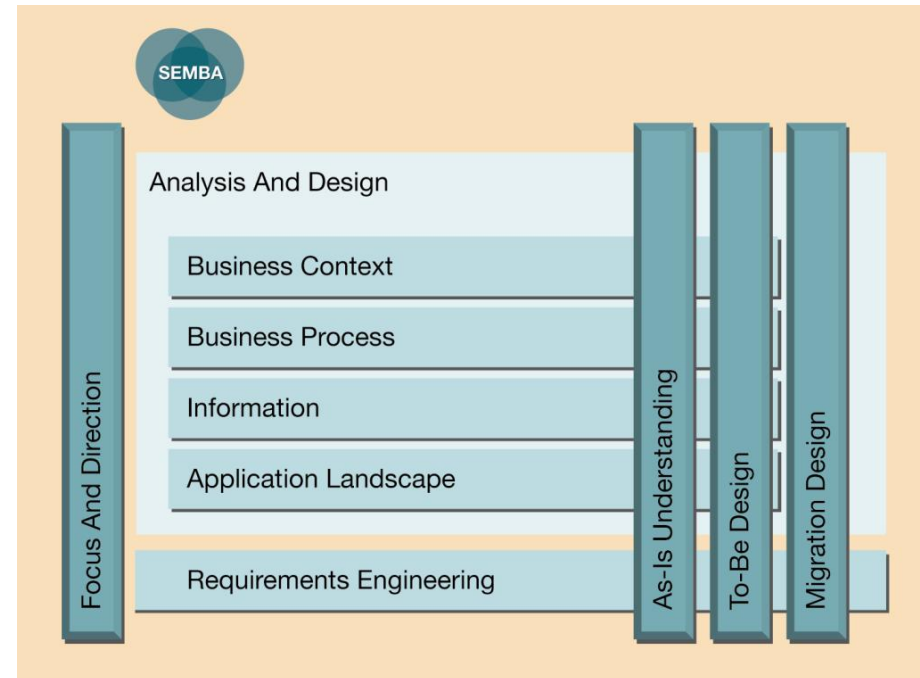 SEMBA
Analysis And Design
Business Context
Business Process
Information
Application Landscape
Requirements Engineering
Focus And Direction
As-Is Understanding
To-Be Design
Migration Design